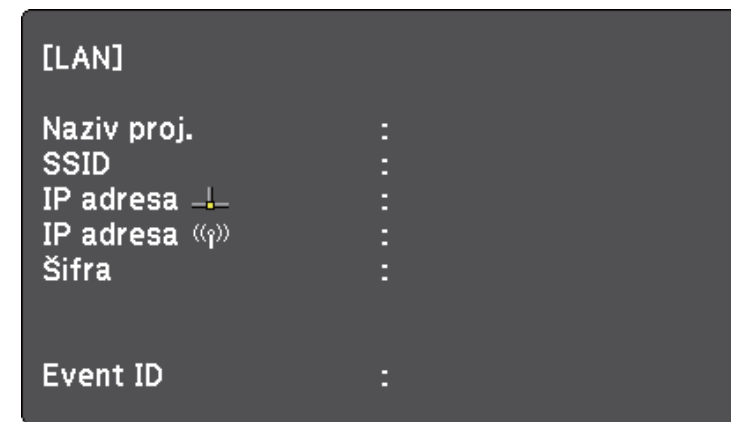 [LAN]
Naziv proj. :
SSID :
IP adresa :
IP adresa :
Šifra :
Event ID :